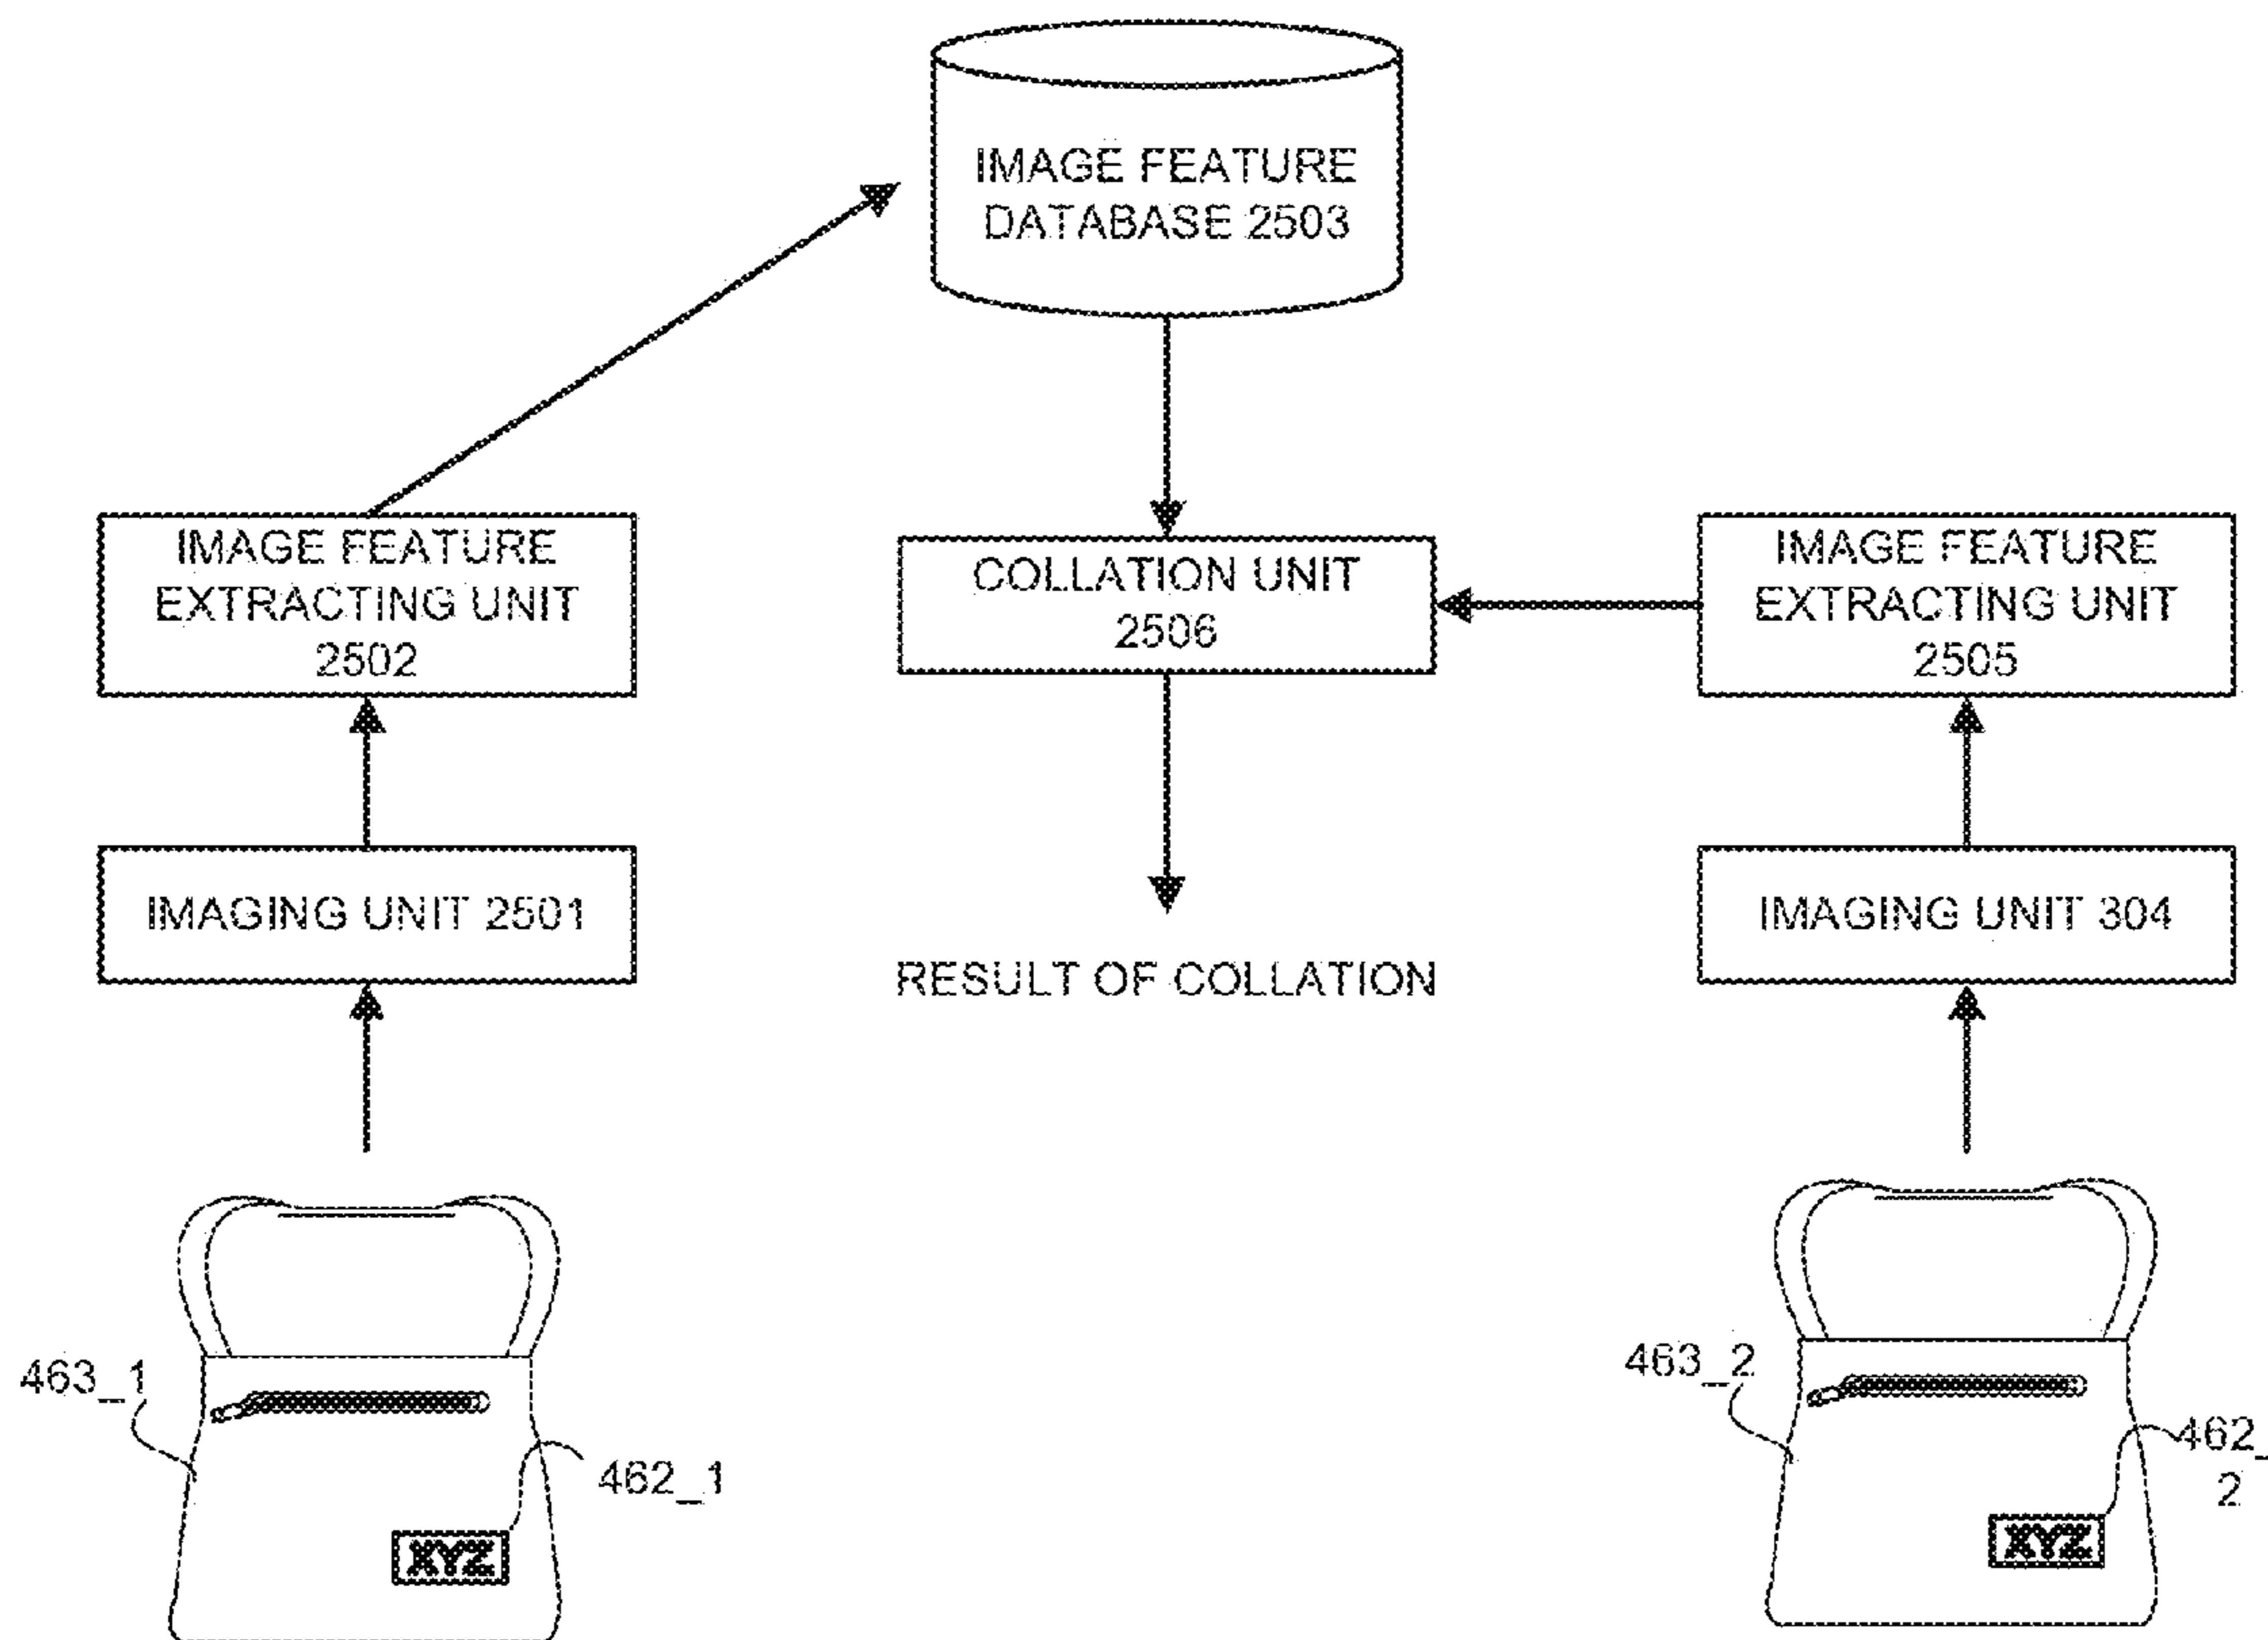 IMAGE FEATURE
DATABASE 2503
IMAGE FEATURE
EXTRACTING UNIT
2502
COLLATION UNIT
2506
IMAGE FEATURE
EXTRACTING UNIT
2505
IMAGING UNIT 2501
RESULT OF COLLATION
IMAGING UNIT 304
463_1
462_1
XYZ
463_2
462_
2
XYZ